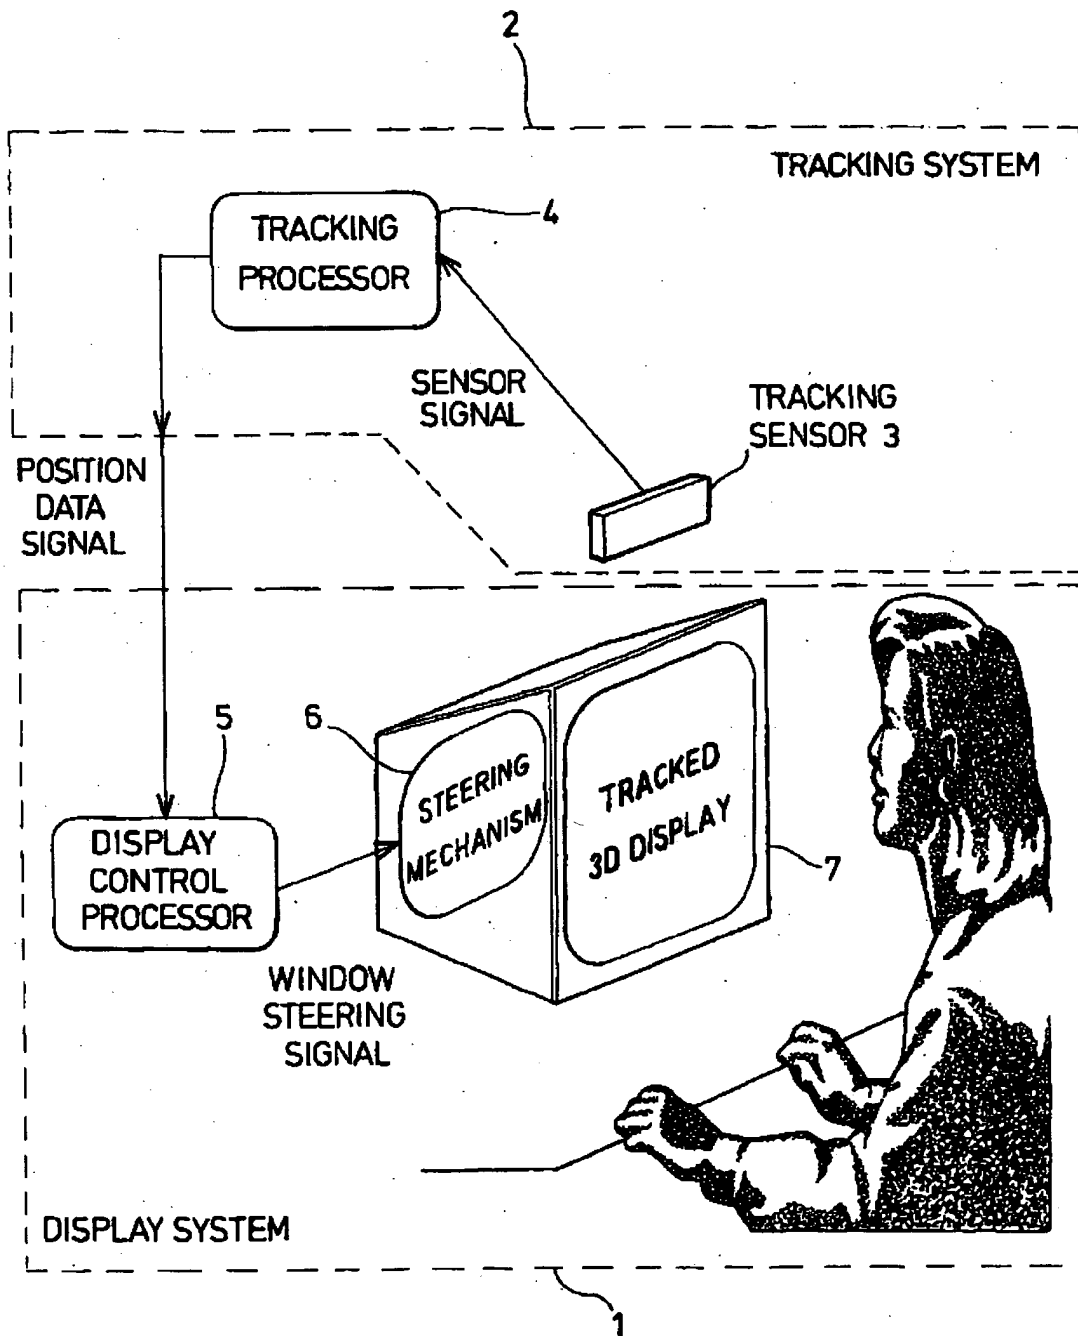 2
TRACKING SYSTEM
TRACKING
PROCESSOR
4
SENSOR
SIGNAL
TRACKING
SENSOR 3
POSITION
DATA
SIGNAL
5
6
STEERING
MECHANISM
TRACKED
3D DISPLAY
7
DISPLAY
CONTROL
PROCESSOR
WINDOW
STEERING
SIGNAL
DISPLAY SYSTEM
1